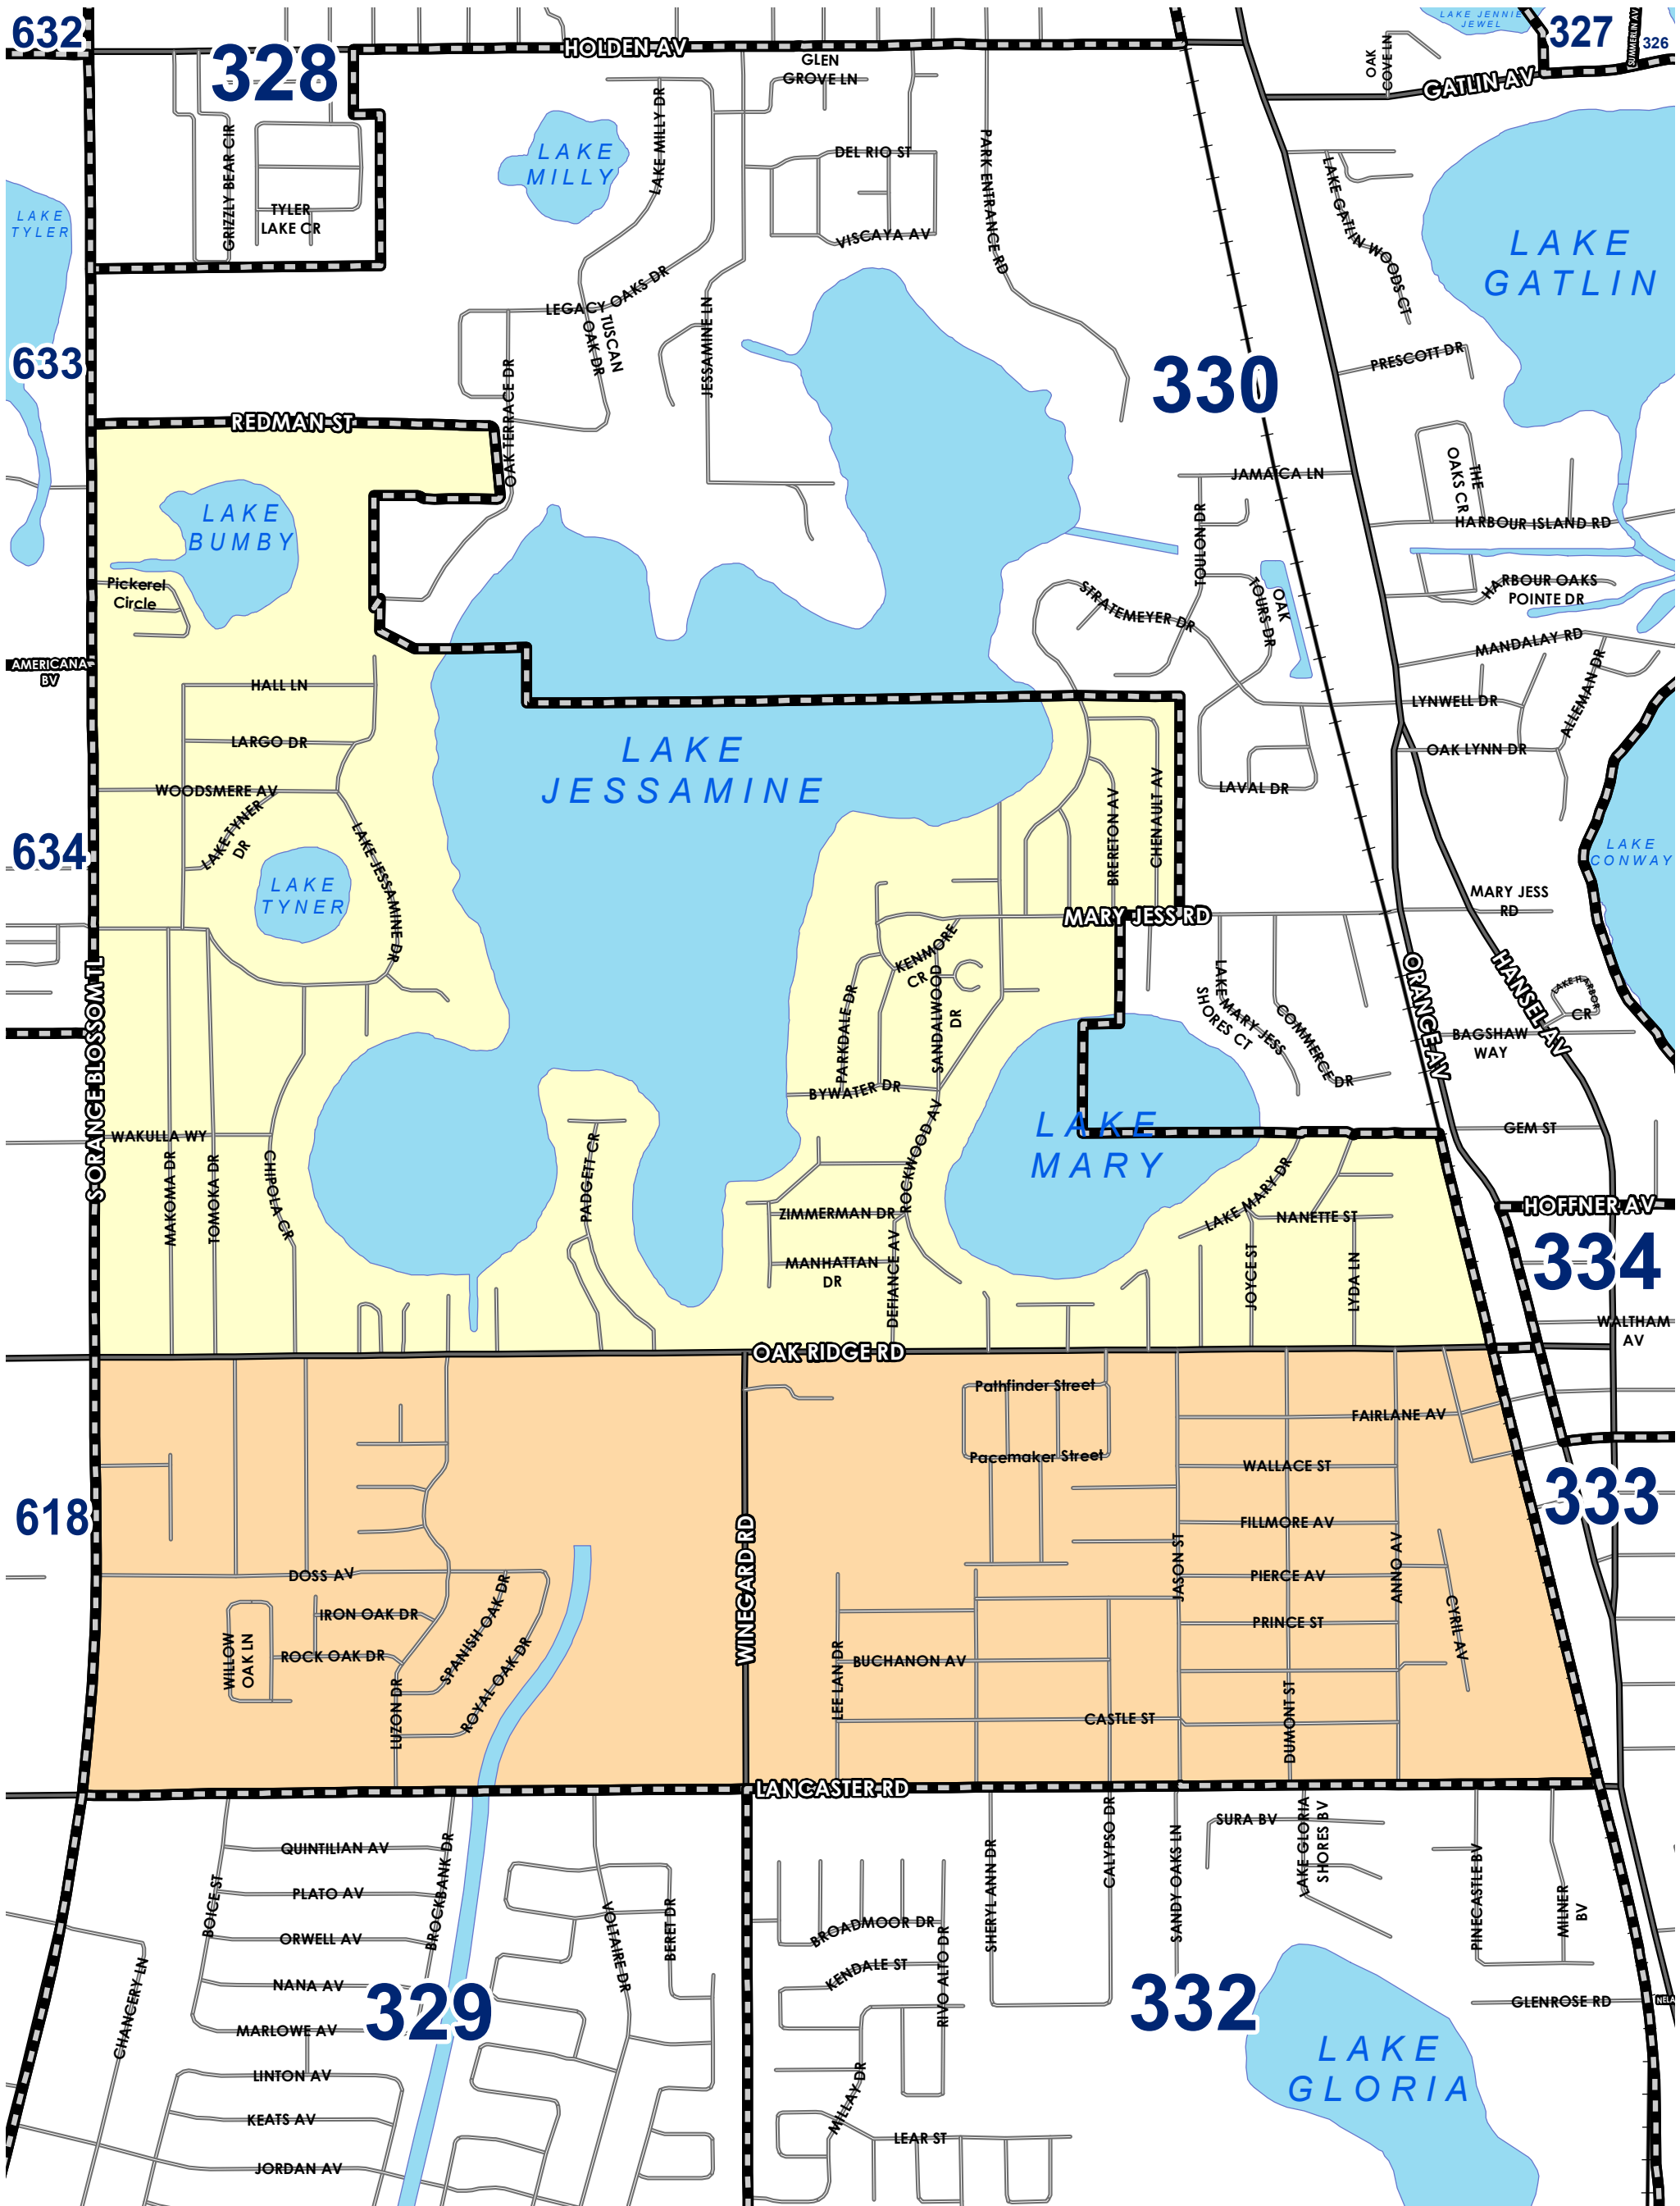 632
328
HOLDEN AV
GLEN
GROVE LN
LAKE JENNIE
JEWEL
327
SUMMERLIN AV
326
OAK
COVE LN
GATLIN AV
GRIZZLY BEAR CIR
TYLER
LAKE CR
LAKE
MILLY
LAKE MILLY DR
DEL RIO ST
VISCAYA AV
PARK ENTRANCE RD
LAKE GATLIN WOODS CT
LAKE
GATLIN
LAKE
TYLER
LEGACY OAKS DR
TUSCAN
OAK DR
JESSAMINE LN
633
330
PRESCOTT DR
REDMAN ST
OAK TERRACE DR
JAMAICA LN
THE
OAKS CR
HARBOUR ISLAND RD
LAKE
BUMBY
TOULON DR
Pickerel
Circle
STRATEMEYER DR
OAK
TOURS DR
HARBOUR OAKS
POINTE DR
MANDALAY RD
AMERICANA
BV
HALL LN
LYNWELL DR
ALLEMAN DR
LARGO DR
LAKE
JESSAMINE
OAK LYNN DR
WOODSMERE AV
LAVAL DR
LAKE TYNER
DR
BRERETON AV
CHENAULT AV
634
LAKE JESSAMINE DR
LAKE
CONWAY
LAKE
TYNER
MARY JESS RD
MARY JESS
RD
KENMORE
CR
S ORANGE BLOSSOM TL
PARKDALE DR
SANDALWOOD
DR
LAKE MARY JESS
SHORES CT
COMMERCE DR
ORANGE AV
HANSEL AV
LAKE HARBOR
CR
BAGSHAW
WAY
BYWATER DR
WAKULLA WY
LAKE
MARY
GEM ST
MAKOMA DR
TOMOKA DR
CHIPOLA CR
PADGETT CR
ROCKWOOD AV
LAKE MARY DR
HOFFNER AV
ZIMMERMAN DR
NANETTE ST
334
MANHATTAN
DR
DEFIANCE AV
JOYCE ST
LYDA LN
WALTHAM
AV
OAK RIDGE RD
Pathfinder Street
FAIRLANE AV
Pacemaker Street
WALLACE ST
618
333
WINEGARD RD
FILLMORE AV
JASON ST
ANNO AV
DOSS AV
PIERCE AV
IRON OAK DR
SPANISH OAK DR
PRINCE ST
CYRIL AV
WILLOW
OAK LN
ROCK OAK DR
ROYAL OAK DR
LEE LAN DR
BUCHANON AV
LUZON DR
CASTLE ST
DUMONT ST
LANCASTER RD
QUINTILIAN AV
BROCKBANK DR
SHERYL ANN DR
CALYPSO DR
SANDY OAKS LN
SURA BV
LAKE GLORIA
SHORES BV
PINECASTLE BV
MILNER
BV
PLATO AV
BOICE ST
VOLTAIRE DR
BERET DR
BROADMOOR DR
ORWELL AV
KENDALE ST
RIVO ALTO DR
CHANCERY LN
NANA AV
329
332
GLENROSE RD
NELA
MARLOWE AV
LAKE
GLORIA
LINTON AV
MILLAY DR
KEATS AV
LEAR ST
JORDAN AV